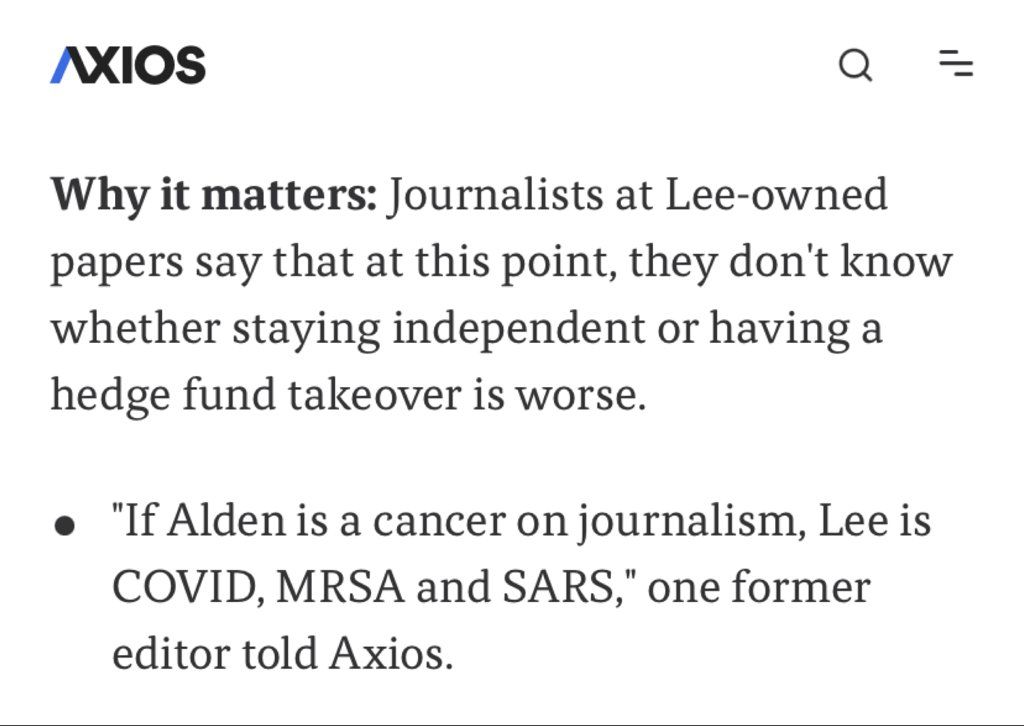 AXIOS
Why it matters: Journalists at Lee-owned
papers say that at this point, they don't know
whether staying independent or having a
hedge fund takeover is worse.
• "If Alden is a cancer on journalism, Lee is
COVID, MRSA and SARS," one former
editor told Axios.